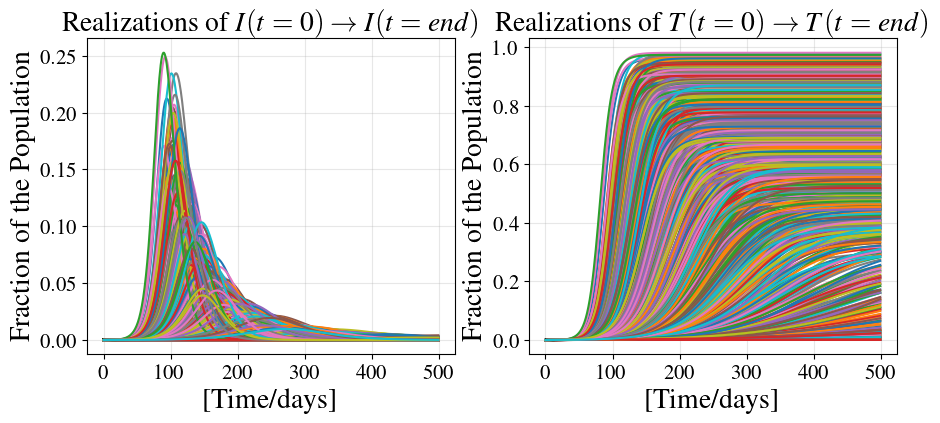 Realizations of I(t = 0) → I(t = end)
Fraction of the Population
0.25
0.20
0.15
0.10
0.05
0.00
0 100 200 300 400 500
[Time/days]
Realizations of T(t = 0) → T(t = end)
Fraction of the Population
1.0
0.8
0.6
0.4
0.2
0.0
0 100 200 300 400 500
[Time/days]